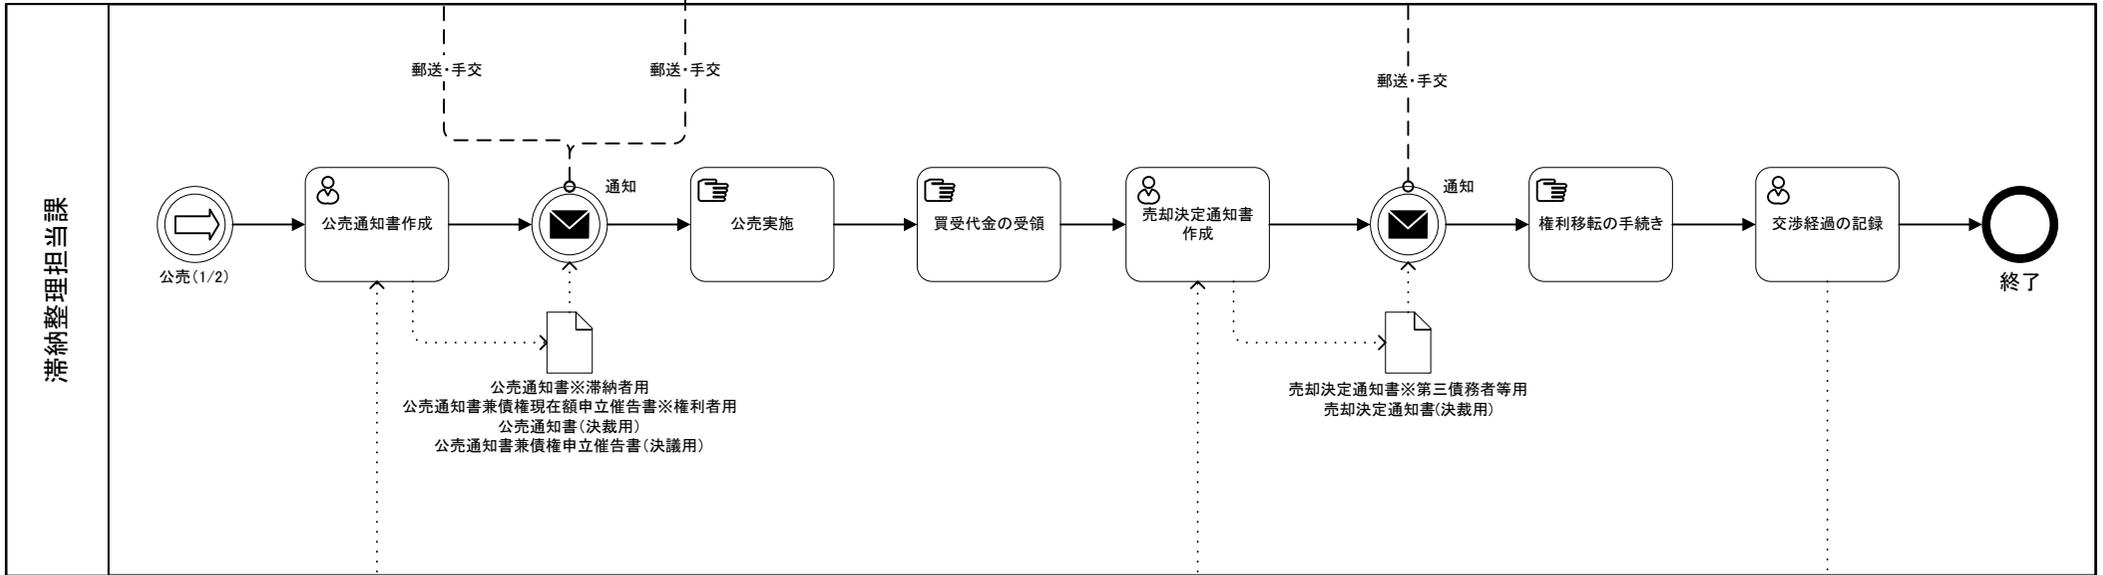 滞納整理担当課
郵送・手交
郵送・手交
郵送・手交
公売(1/2)
公売通知書作成
通知
公売実施
買受代金の受領
売却決定通知書
作成
通知
権利移転の手続き
交渉経過の記録
終了
公売通知書※滞納者用
公売通知書兼債権現在額申立催告書※権利者用
公売通知書(決裁用)
公売通知書兼債権申立催告書(決議用)
売却決定通知書※第三債務者等用
売却決定通知書(決裁用)